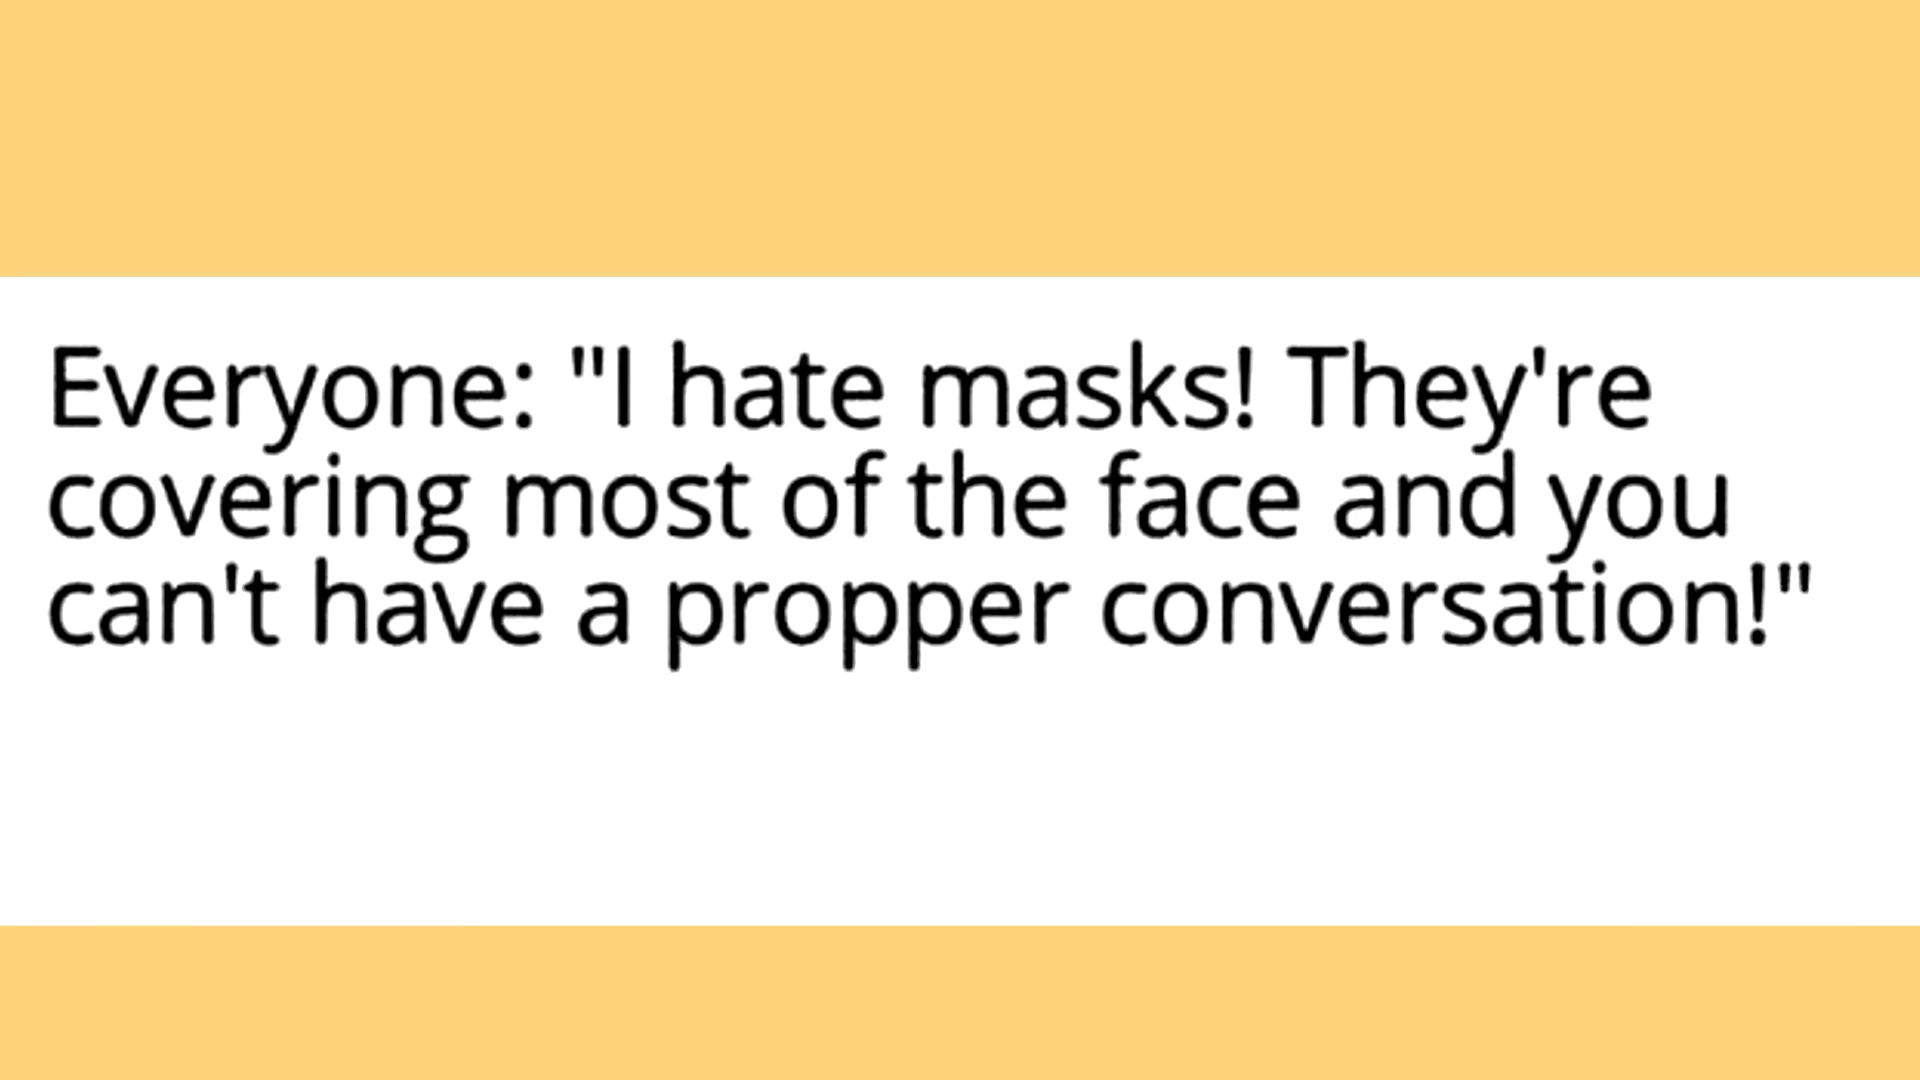 Everyone: "I hate masks! They're
covering most of the face and you
can't have a propper conversation!"